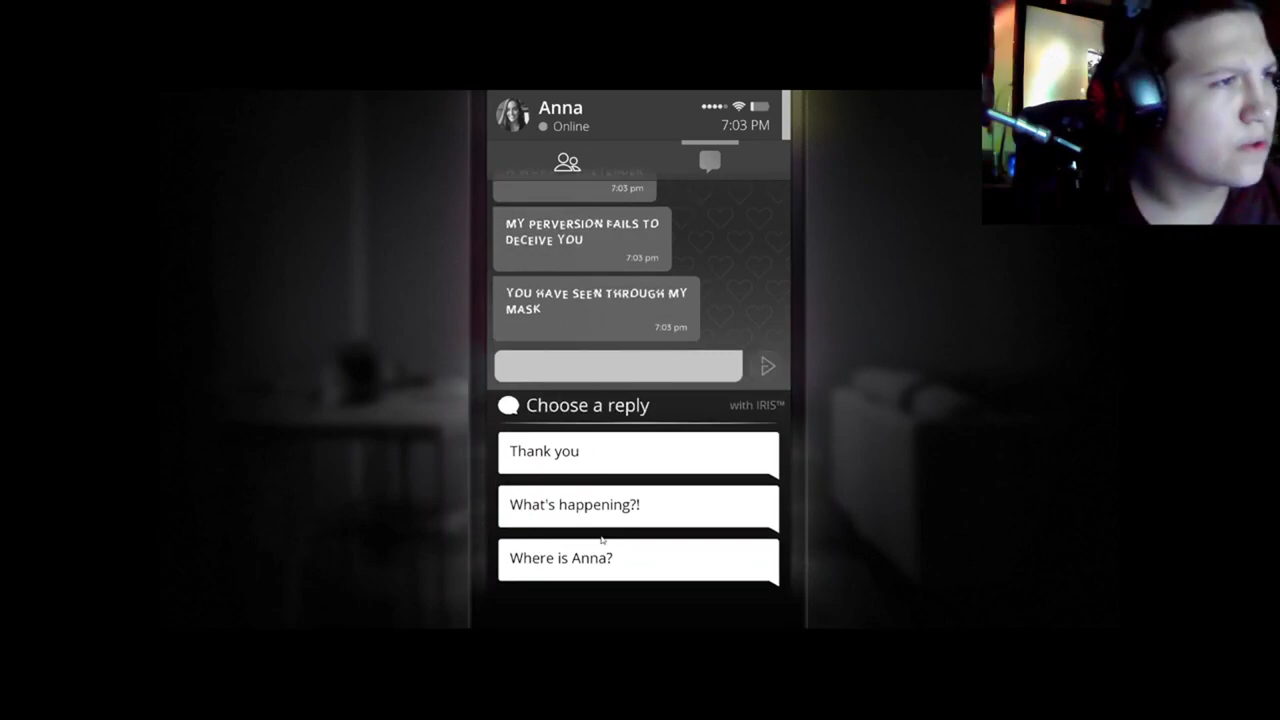 Anna
Online
7:03 PM
7:03 pm
MY PERVERSION FAILS TO
DECEIVE YOU
7:03 pm
YOU HAVE SEEN THROUGH MY
MASK
7:03 pm
Choose a reply
with IRIS™
Thank you
What's happening?!
Where is Anna?